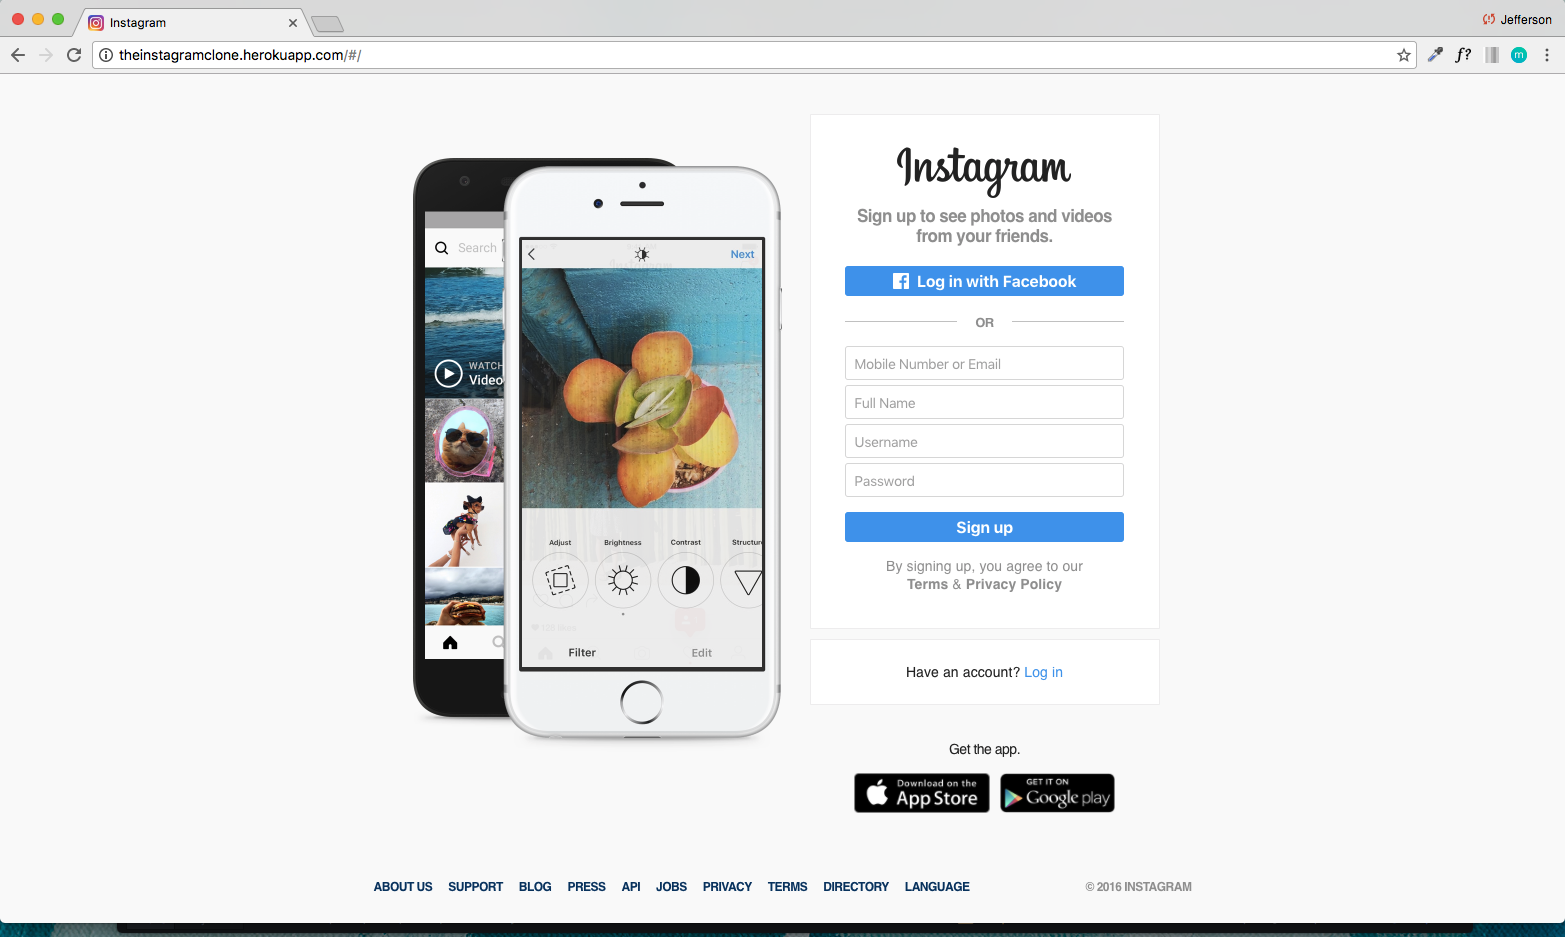 Instagram
Jefferson
theinstagramclone.herokuapp.com/#/
f?
m
Search
WATCH
Video
Next
Adjust
Brightness
Contrast
Structure
Filter
Edit
Instagram
Sign up to see photos and videos
from your friends.
Log in with Facebook
OR
Mobile Number or Email
Full Name
Username
Password
Sign up
By signing up, you agree to our
Terms & Privacy Policy
Have an account? Log in
Get the app.
Download on the
App Store
GET IT ON
Google play
ABOUT US SUPPORT BLOG PRESS API JOBS PRIVACY TERMS DIRECTORY LANGUAGE
© 2016 INSTAGRAM